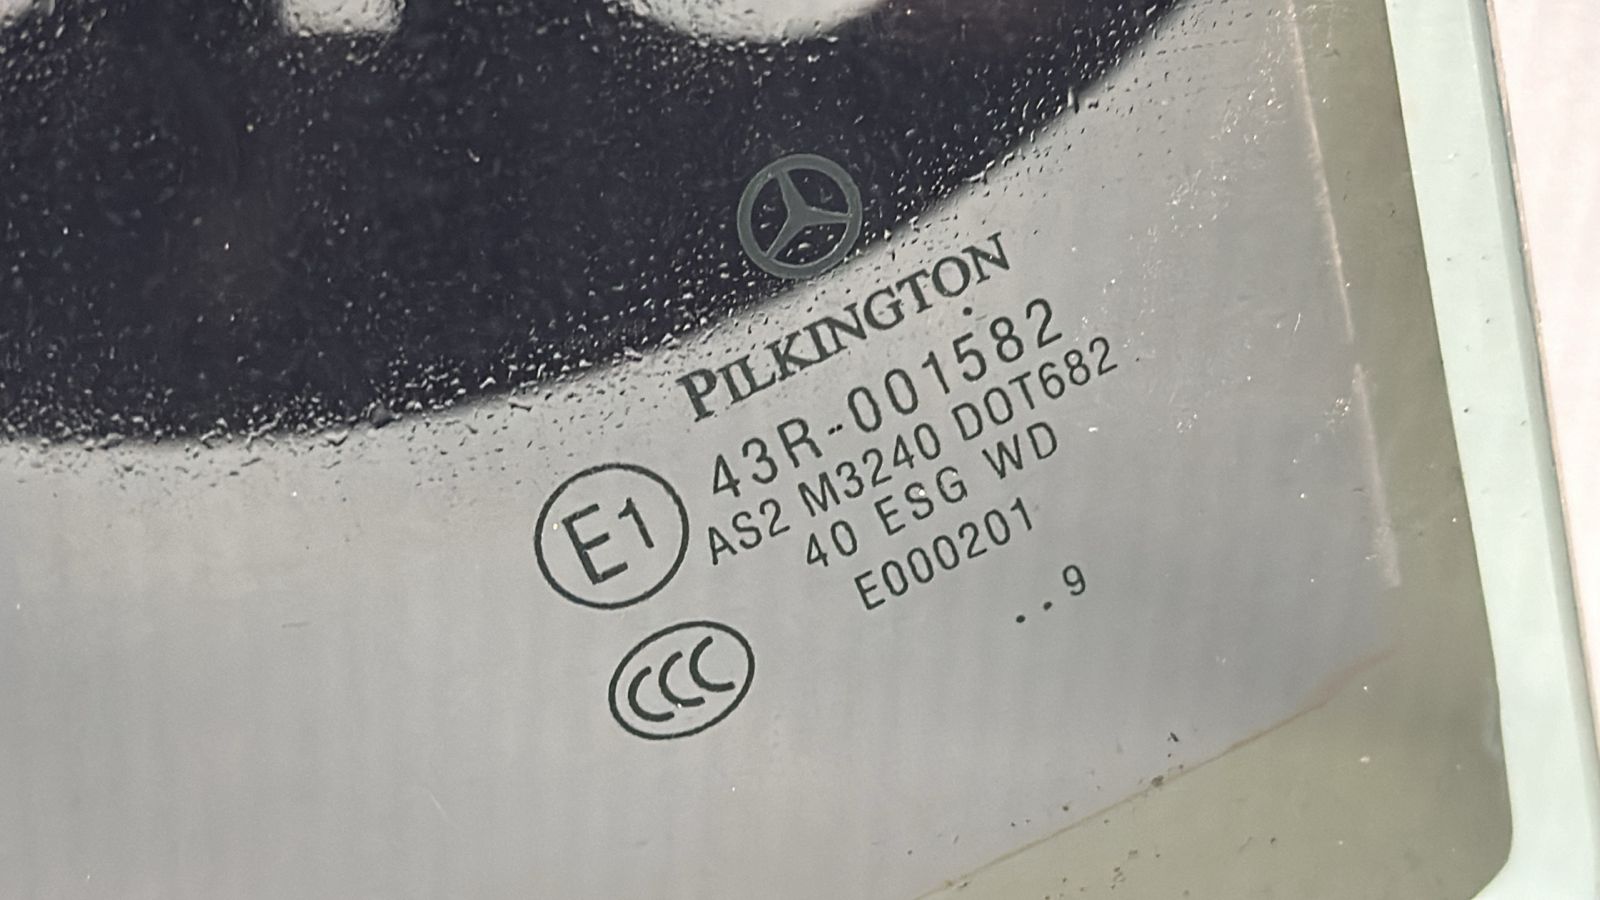 PILKINGTON
43R-001582
E1
AS2 M3240 DOT682
40 ESG WD
E000201
..9
CCC